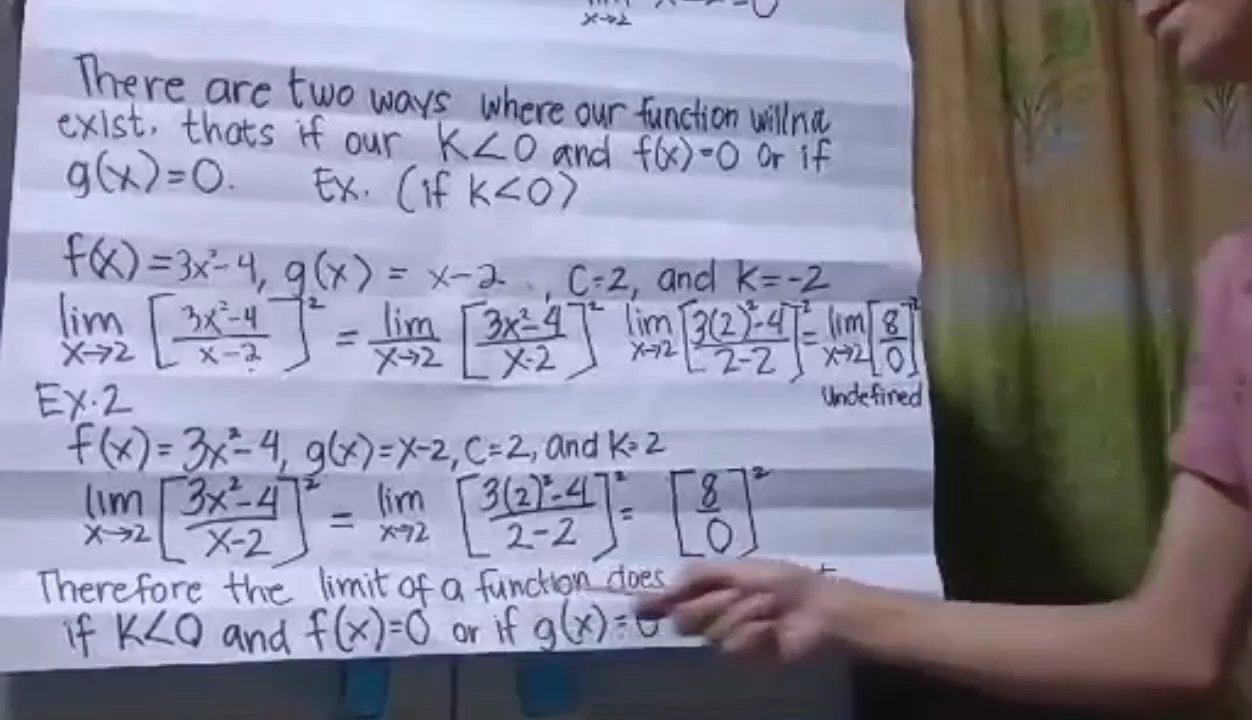 x→2
There are two ways where our function will
exist. thats if our K<0 and f(x)=0 or if
g(x)=0. Ex. (if K<0)
f(x)=3x²-4, g(x) = x-2 , C=2, and K=-2
lim x→2 [3x²-4 / x-2]² = lim x→2 [3x²-4 / x-2]² lim x→2 [3(2)²-4 / 2-2]² = lim x→2 [8/0]²
Undefined
Ex.2
f(x)=3x²-4, g(x)=x-2, C=2, and K=2
lim x→2 [3x²-4 / x-2]² = lim x→2 [3(2)²-4 / 2-2]² = [8/0]²
Therefore the limit of a function does
if K<0 and f(x)=0 or if g(x)=0